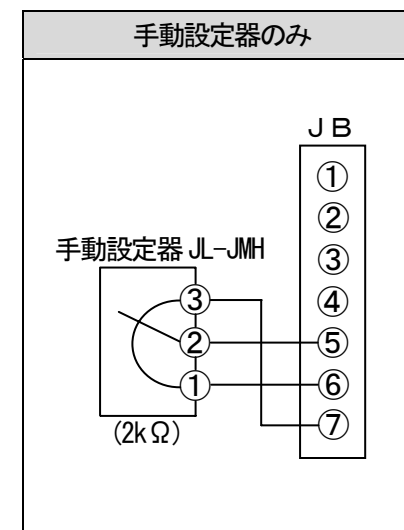 手動設定器のみ
JB
①
②
③
手動設定器 JL-JMH
③
④
②
⑤
①
⑥
⑦
(2kΩ)